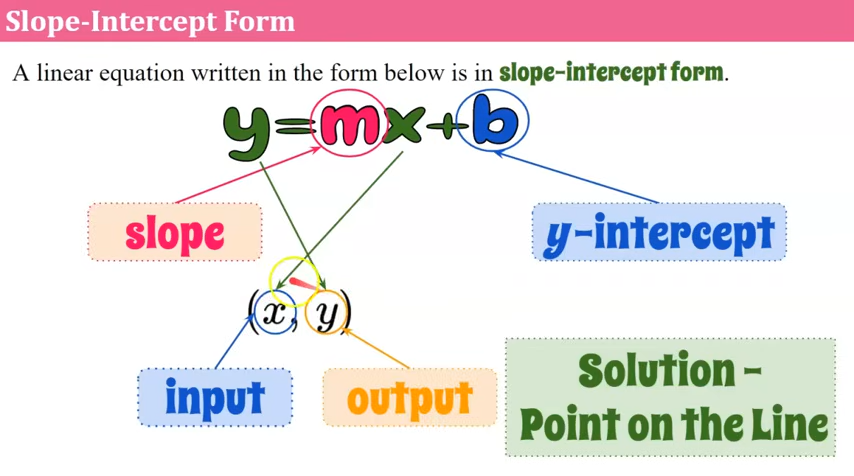 Slope-Intercept Form
A linear equation written in the form below is in slope-intercept form.
y=mx+b
slope
y-intercept
(x, y)
input
output
Solution -
Point on the Line